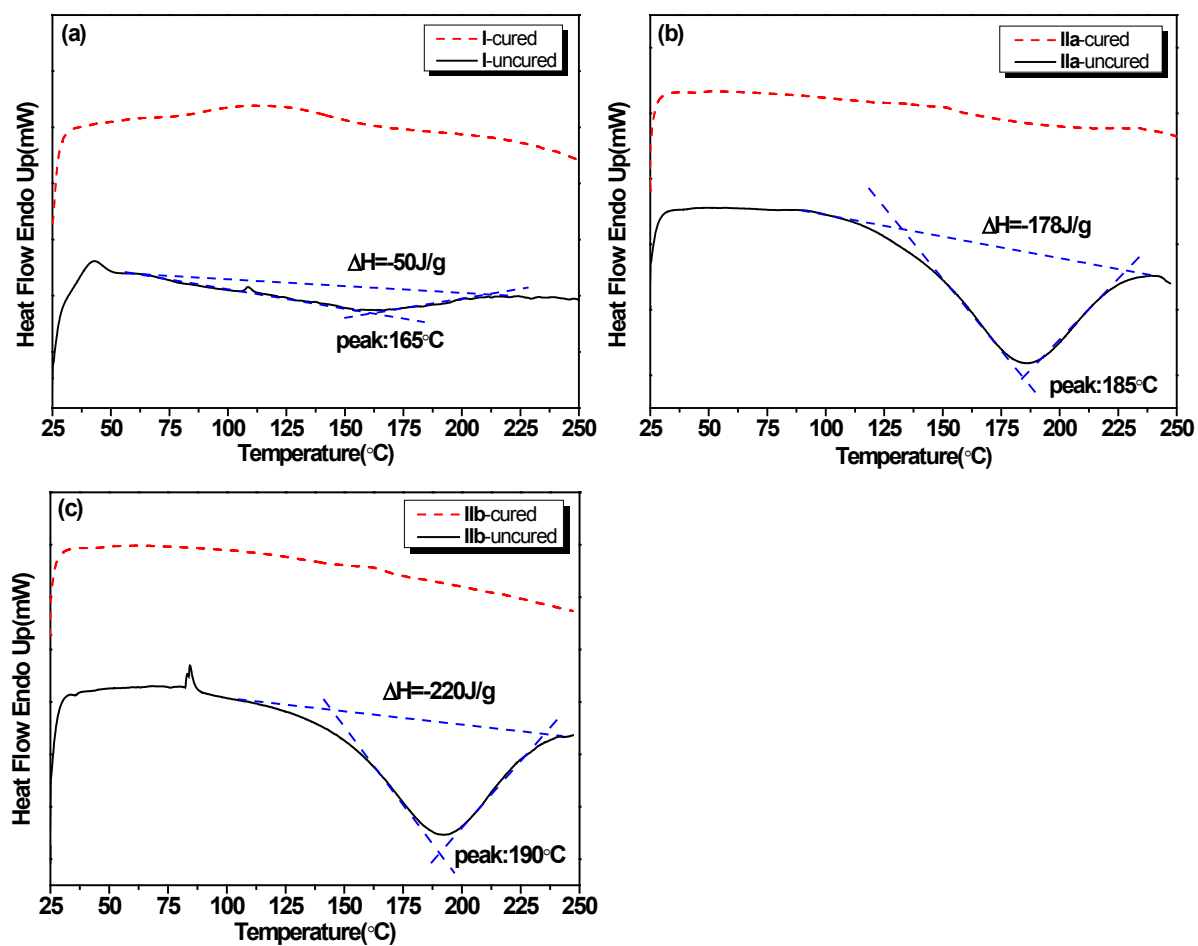 (a)
I-cured
I-uncured
Heat Flow Endo Up(mW)
ΔH=-50J/g
peak:165°C
25 50 75 100 125 150 175 200 225 250
Temperature(°C)
(b)
IIa-cured
IIa-uncured
Heat Flow Endo Up(mW)
ΔH=-178J/g
peak:185°C
25 50 75 100 125 150 175 200 225 250
Temperature(°C)
(c)
IIb-cured
IIb-uncured
Heat Flow Endo Up(mW)
ΔH=-220J/g
peak:190°C
25 50 75 100 125 150 175 200 225 250
Temperature(°C)